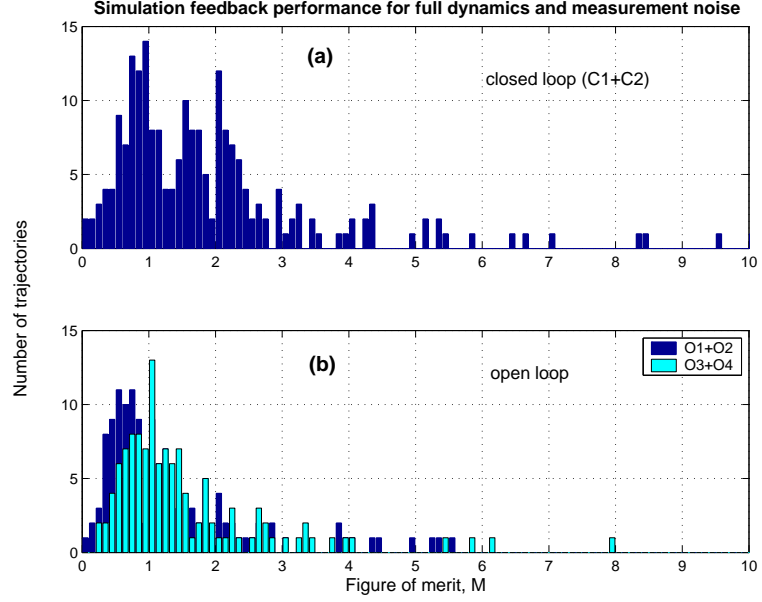 Simulation feedback performance for full dynamics and measurement noise
15
(a)
closed loop (C1+C2)
10
5
0
0 1 2 3 4 5 6 7 8 9 10
Number of trajectories
15
(b)
open loop
O1+O2
O3+O4
10
5
0
0 1 2 3 4 5 6 7 8 9 10
Figure of merit, M